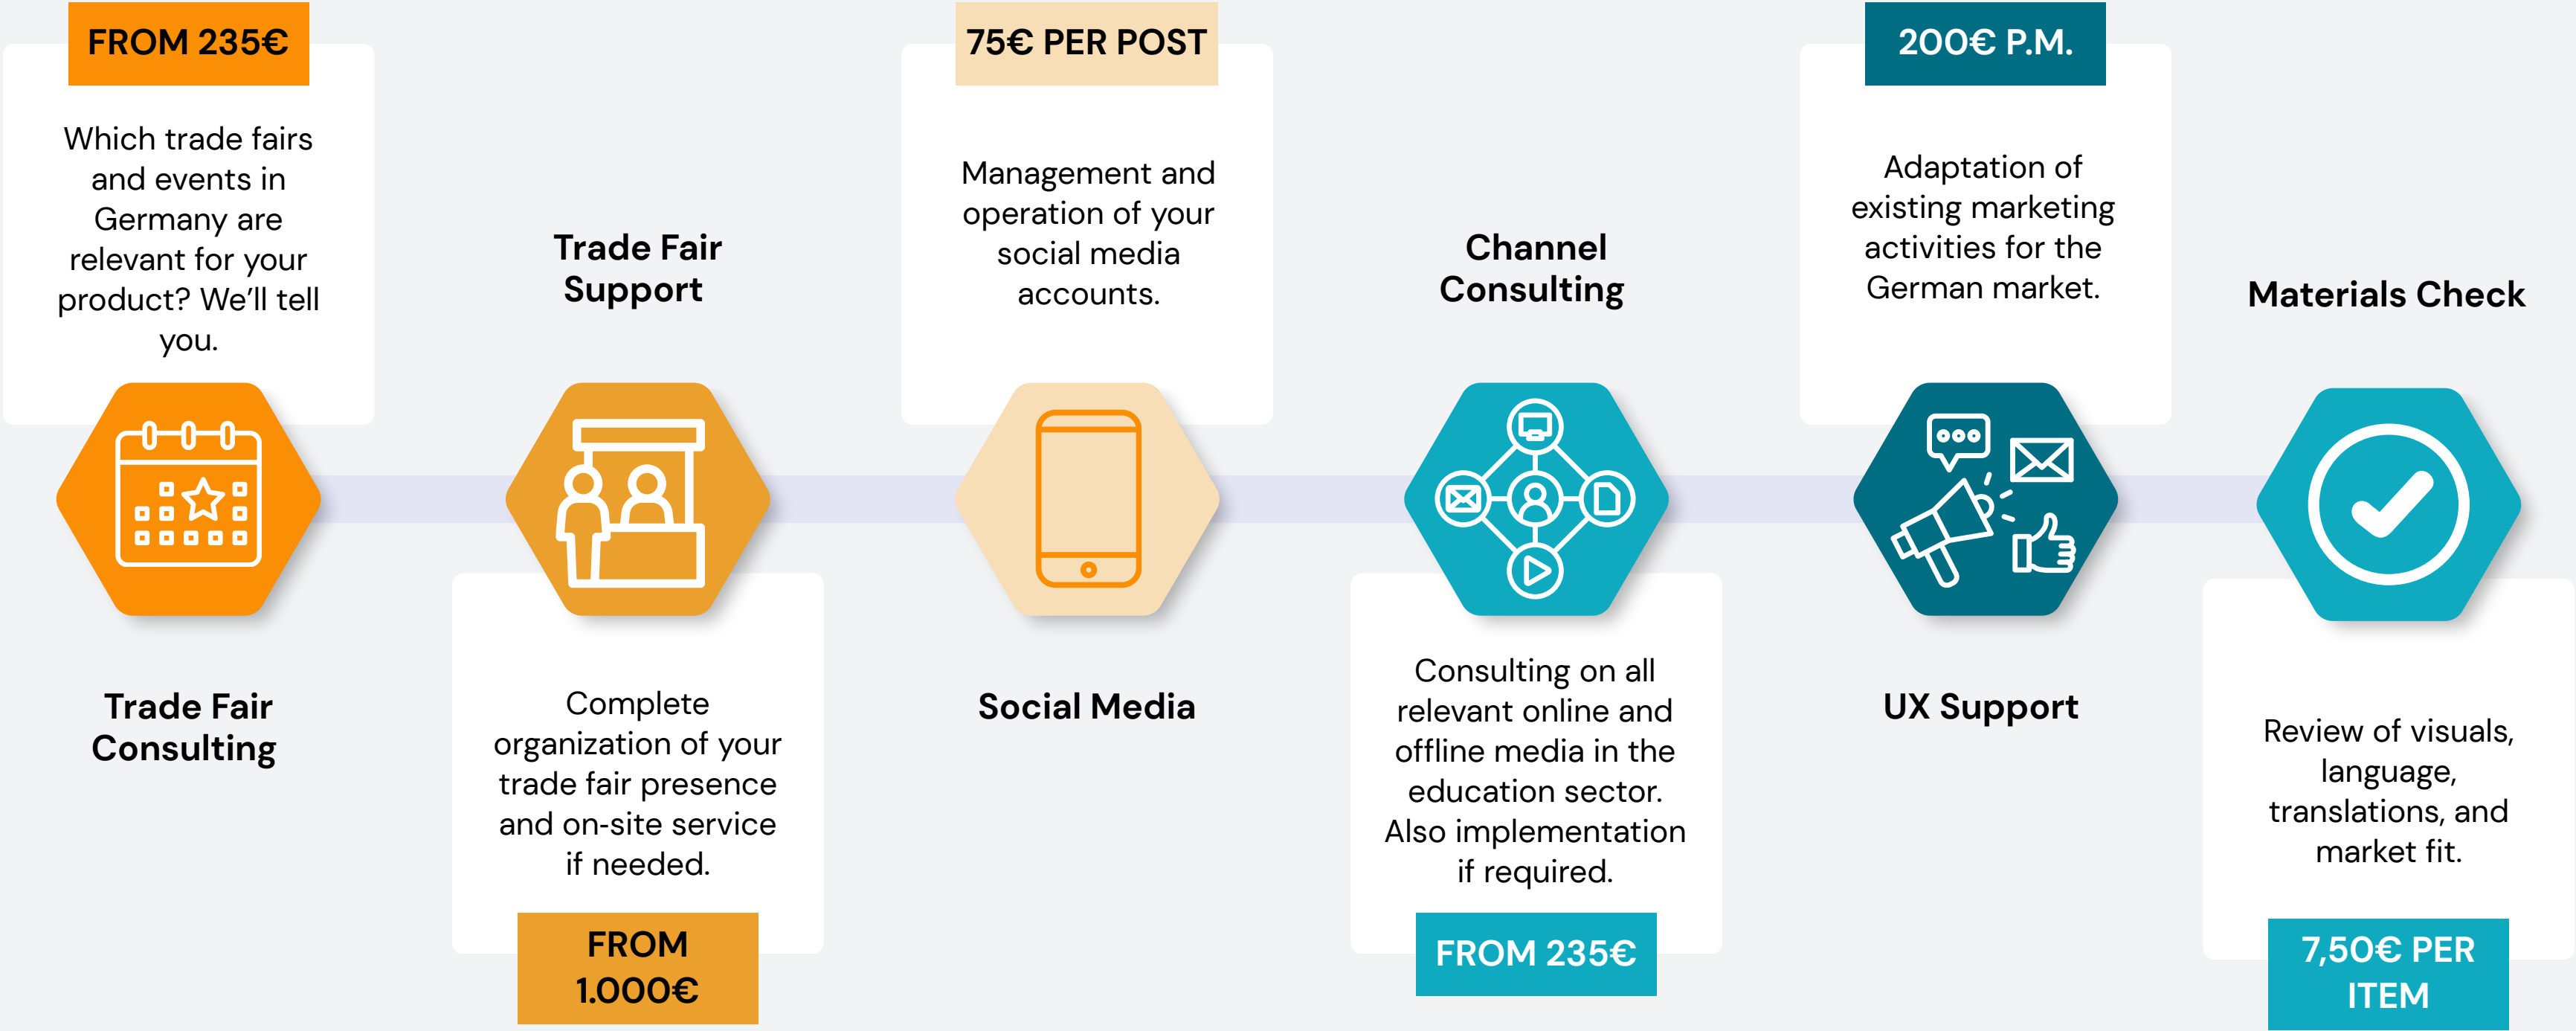 FROM 235€
Which trade fairs
and events in
Germany are
relevant for your
product? We’ll tell
you.
Trade Fair
Consulting
Trade Fair
Support
Complete
organization of your
trade fair presence
and on-site service
if needed.
FROM
1.000€
75€ PER POST
Management and
operation of your
social media
accounts.
Social Media
Channel
Consulting
Consulting on all
relevant online and
offline media in the
education sector.
Also implementation
if required.
FROM 235€
200€ P.M.
Adaptation of
existing marketing
activities for the
German market.
UX Support
Materials Check
Review of visuals,
language,
translations, and
market fit.
7,50€ PER
ITEM